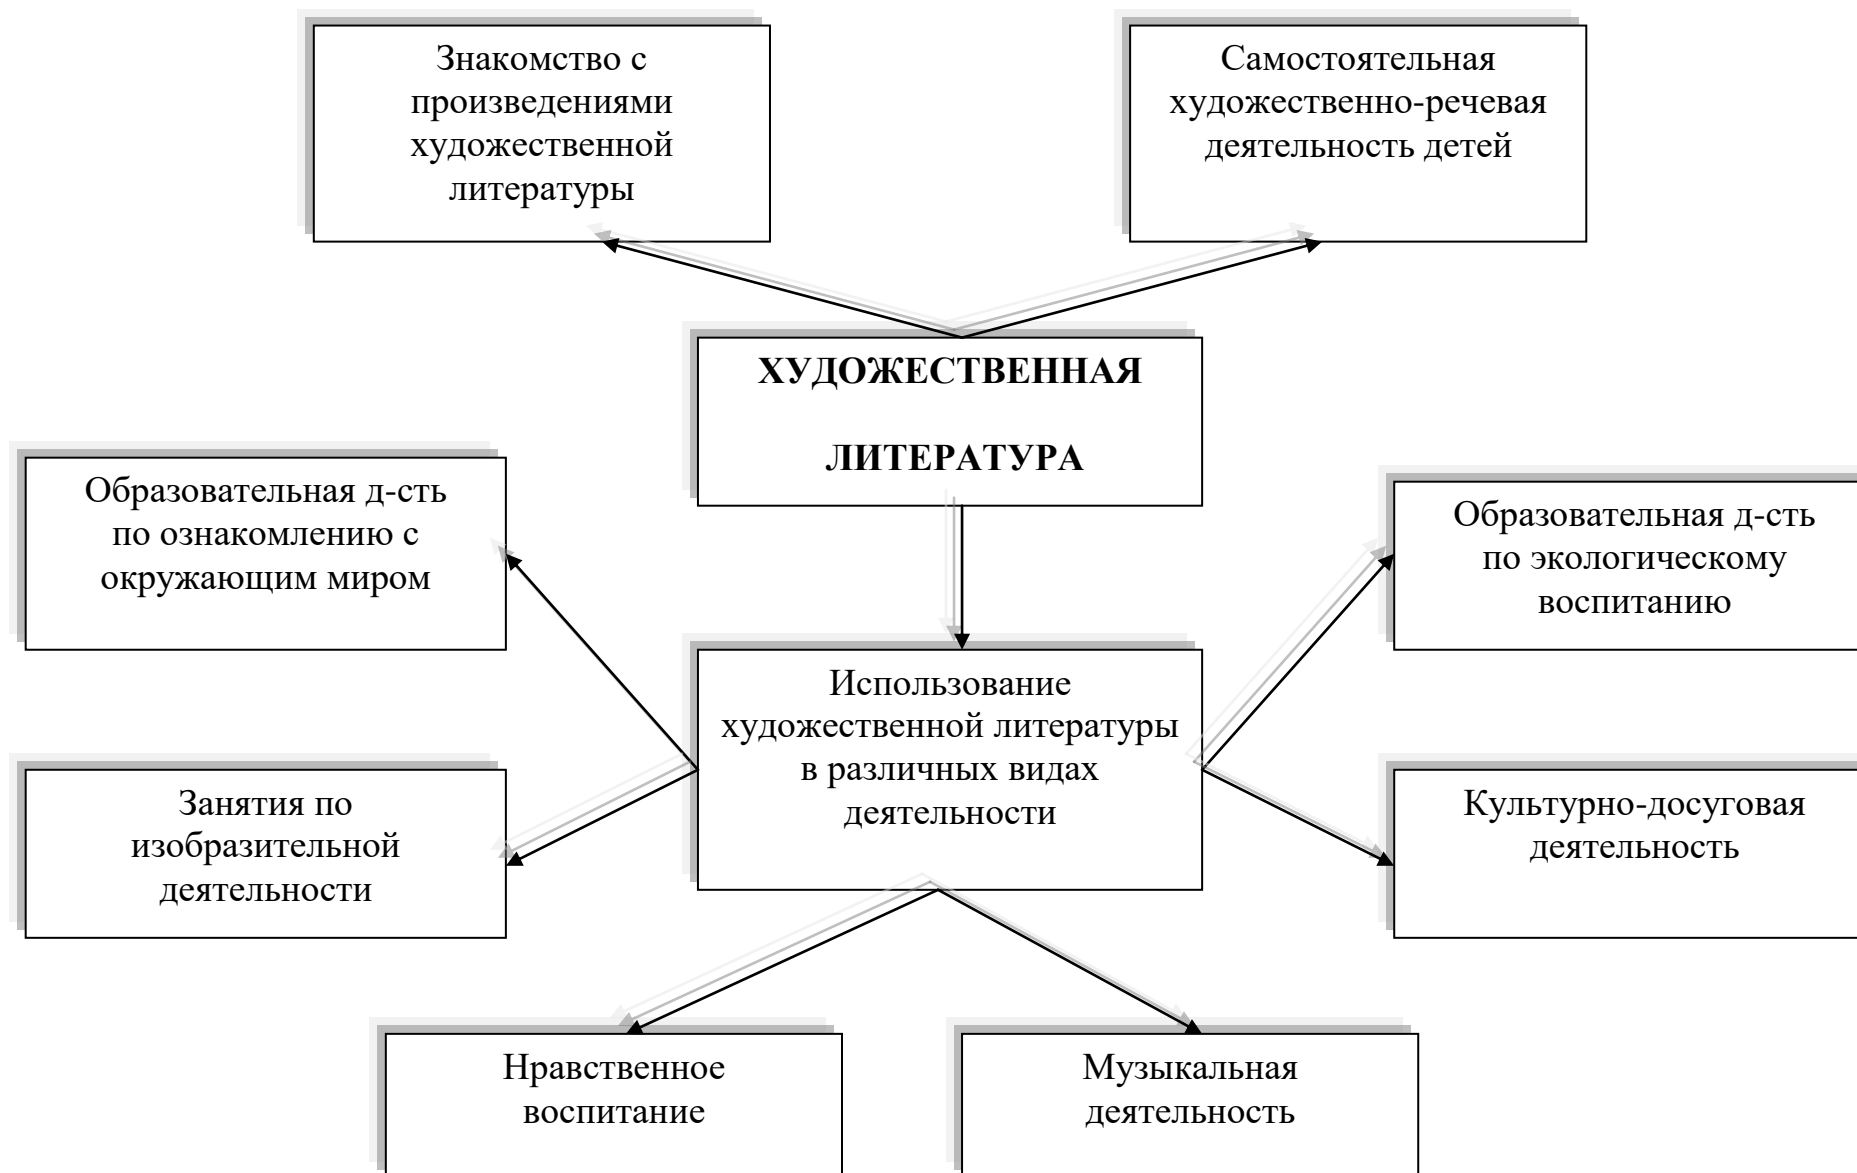 Знакомство с
произведениями
художественной
литературы
Самостоятельная
художественно-речевая
деятельность детей
ХУДОЖЕСТВЕННАЯ
ЛИТЕРАТУРА
Образовательная д-сть
по ознакомлению с
окружающим миром
Образовательная д-сть
по экологическому
воспитанию
Использование
художественной литературы
в различных видах
деятельности
Занятия по
изобразительной
деятельности
Культурно-досуговая
деятельность
Нравственное
воспитание
Музыкальная
деятельность